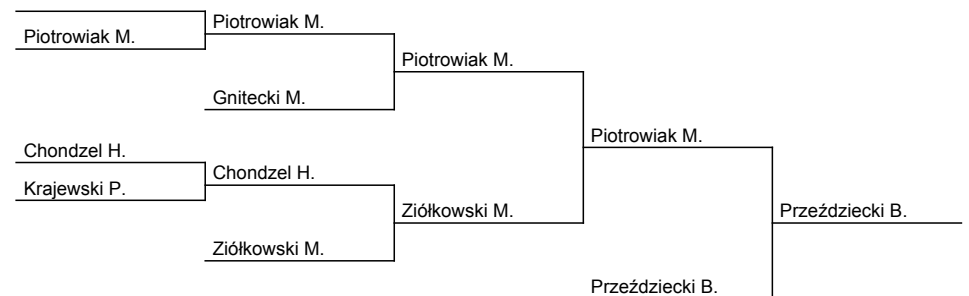 Piotrowiak M.
Piotrowiak M.
Piotrowiak M.
Gnitecki M.
Piotrowiak M.
Chondzel H.
Chondzel H.
Krajewski P.
Ziółkowski M.
Przeździecki B.
Ziółkowski M.
Przeździecki B.